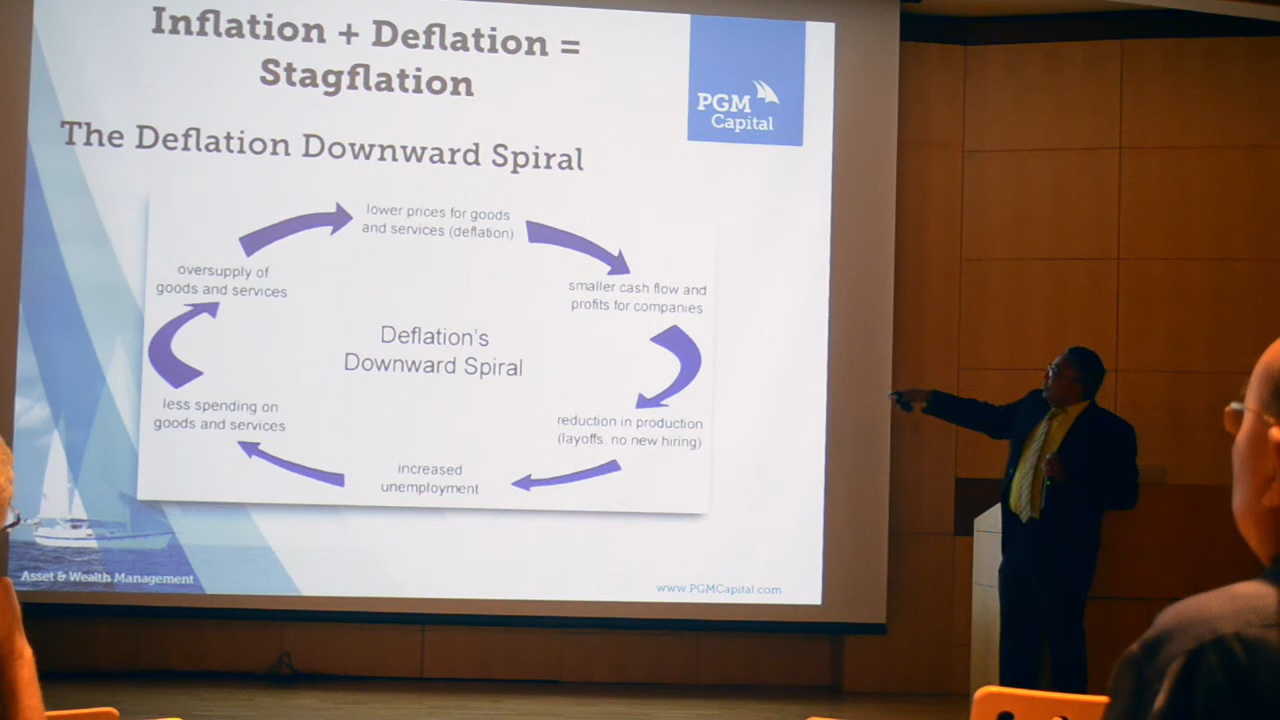 Inflation + Deflation =
Stagflation
PGM
Capital
The Deflation Downward Spiral
lower prices for goods
and services (deflation)
oversupply of
goods and services
smaller cash flow and
profits for companies
Deflation's
Downward Spiral
less spending on
goods and services
reduction in production
(layoffs, no new hiring)
increased
unemployment
Asset & Wealth Management
www.PGMCapital.com